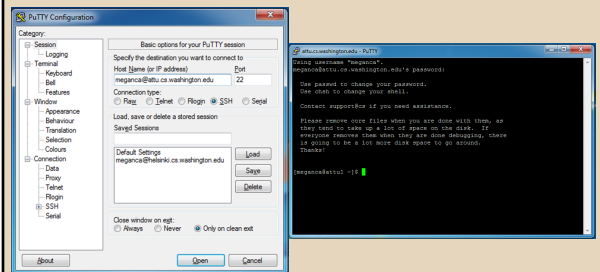 PuTTY Configuration
Category:
Session
Logging
Terminal
Keyboard
Bell
Features
Window
Appearance
Behaviour
Translation
Selection
Colours
Connection
Data
Proxy
Telnet
Rlogin
SSH
Serial
Basic options for your PuTTY session
Specify the destination you want to connect to
Host Name (or IP address) Port
meganca@attu.cs.washington.edu 22
Connection type:
Raw Telnet Rlogin SSH Serial
Load, save or delete a stored session
Saved Sessions
Default Settings
meganca@helsinki.cs.washington.edu
Load
Save
Delete
Close window on exit:
Always Never Only on clean exit
About Open Cancel
attu.cs.washington.edu - PuTTY
Using username "meganca".
meganca@attu.cs.washington.edu's password:
Use passwd to change your password.
Use chsh to change your shell.
Contact support@cs if you need assistance.
Please remove core files when you are done with them, as
they tend to take up a lot of space on the disk. If
everyone removes them when they are done debugging, there
is going to be a lot more disk space to go around.
Thanks!
[meganca@attu1 ~]$